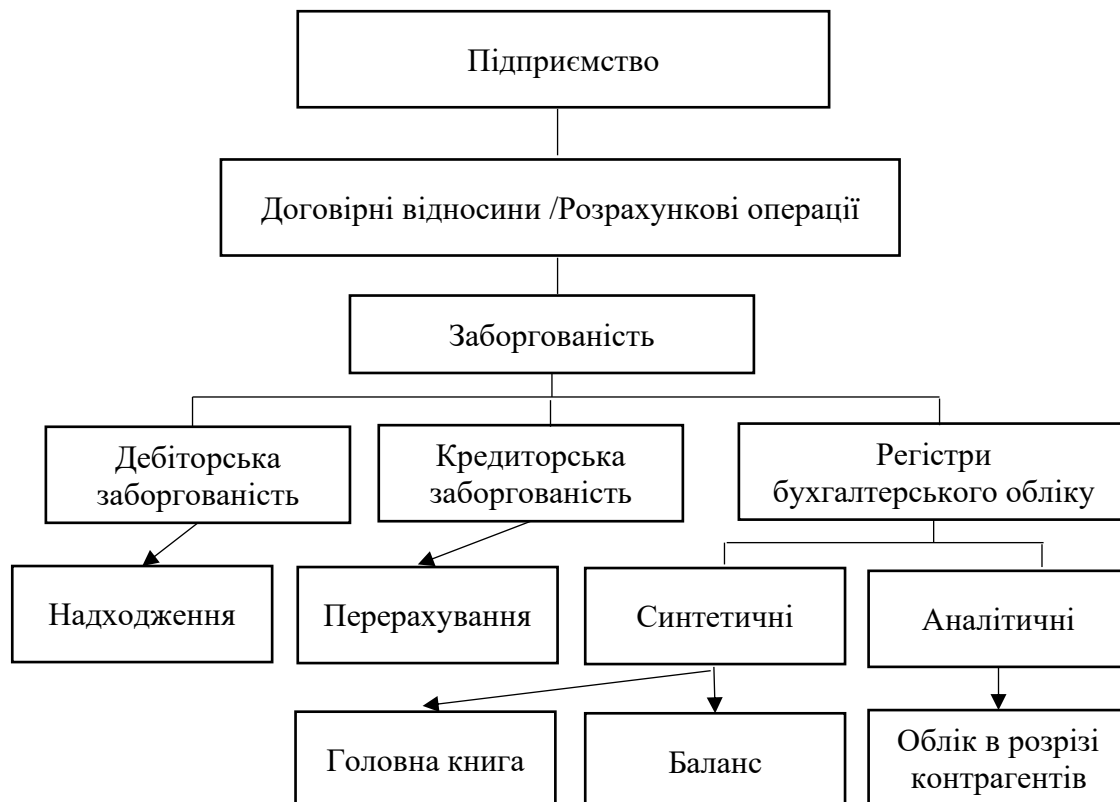 Підприємство
Договірні відносини /Розрахункові операції
Заборгованість
Дебіторська
заборгованість
Кредиторська
заборгованість
Регістри
бухгалтерського обліку
Надходження
Перерахування
Синтетичні
Аналітичні
Головна книга
Баланс
Облік в розрізі
контрагентів